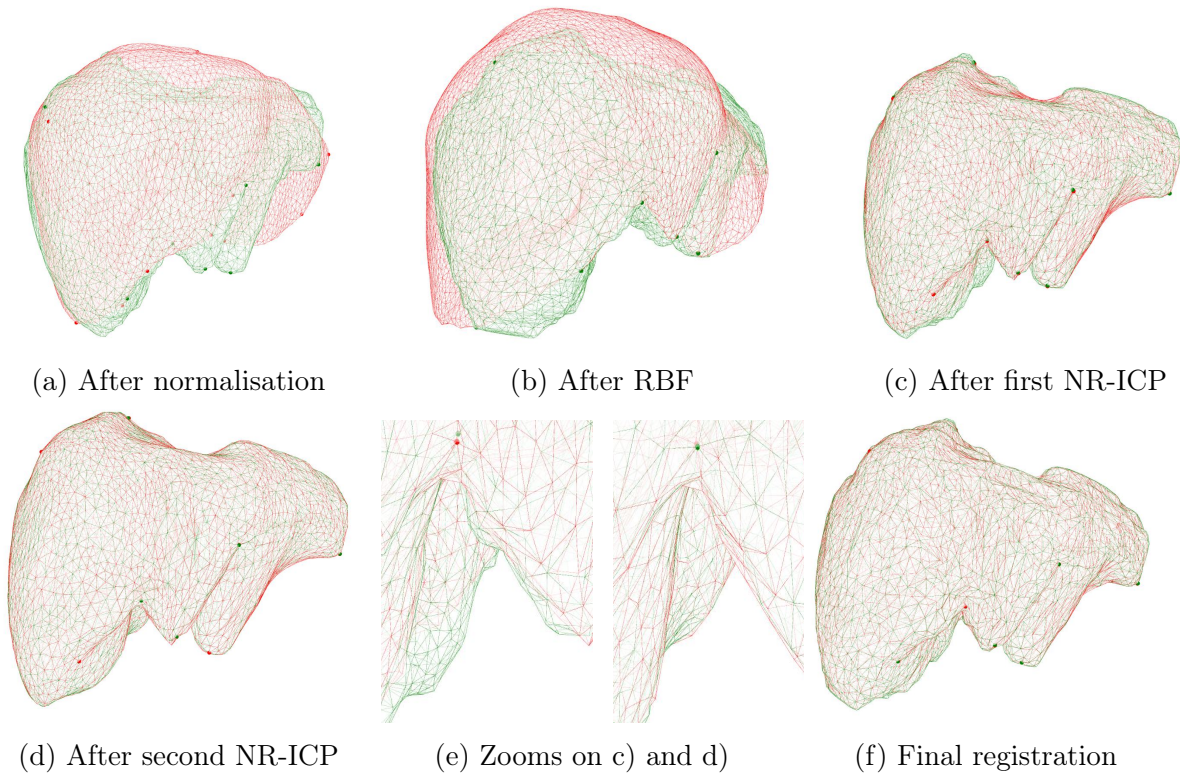 (a) After normalisation
(b) After RBF
(c) After first NR-ICP
(d) After second NR-ICP
(e) Zooms on c) and d)
(f) Final registration